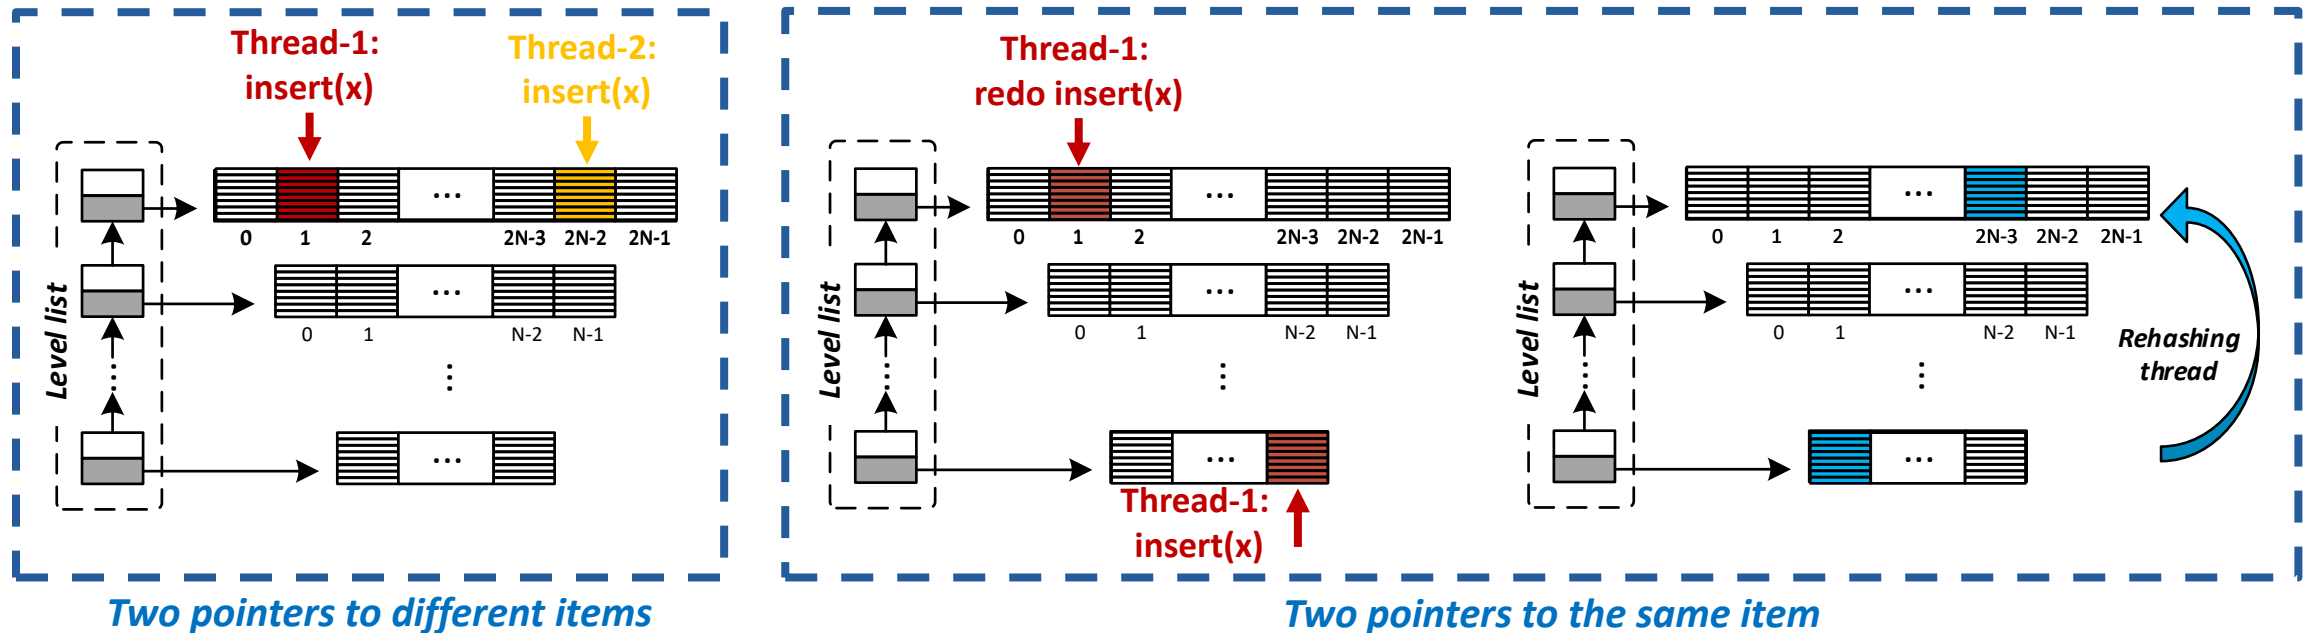 Thread-1:
insert(x)
Thread-2:
insert(x)
Level list
...
0 1 2 2N-3 2N-2 2N-1
...
0 1 N-2 N-1
...
...
Two pointers to different items
Thread-1:
redo insert(x)
Level list
...
0 1 2 2N-3 2N-2 2N-1
...
0 1 N-2 N-1
...
...
Thread-1:
insert(x)
Level list
...
0 1 2 2N-3 2N-2 2N-1
...
0 1 N-2 N-1
...
...
Rehashing
thread
Two pointers to the same item